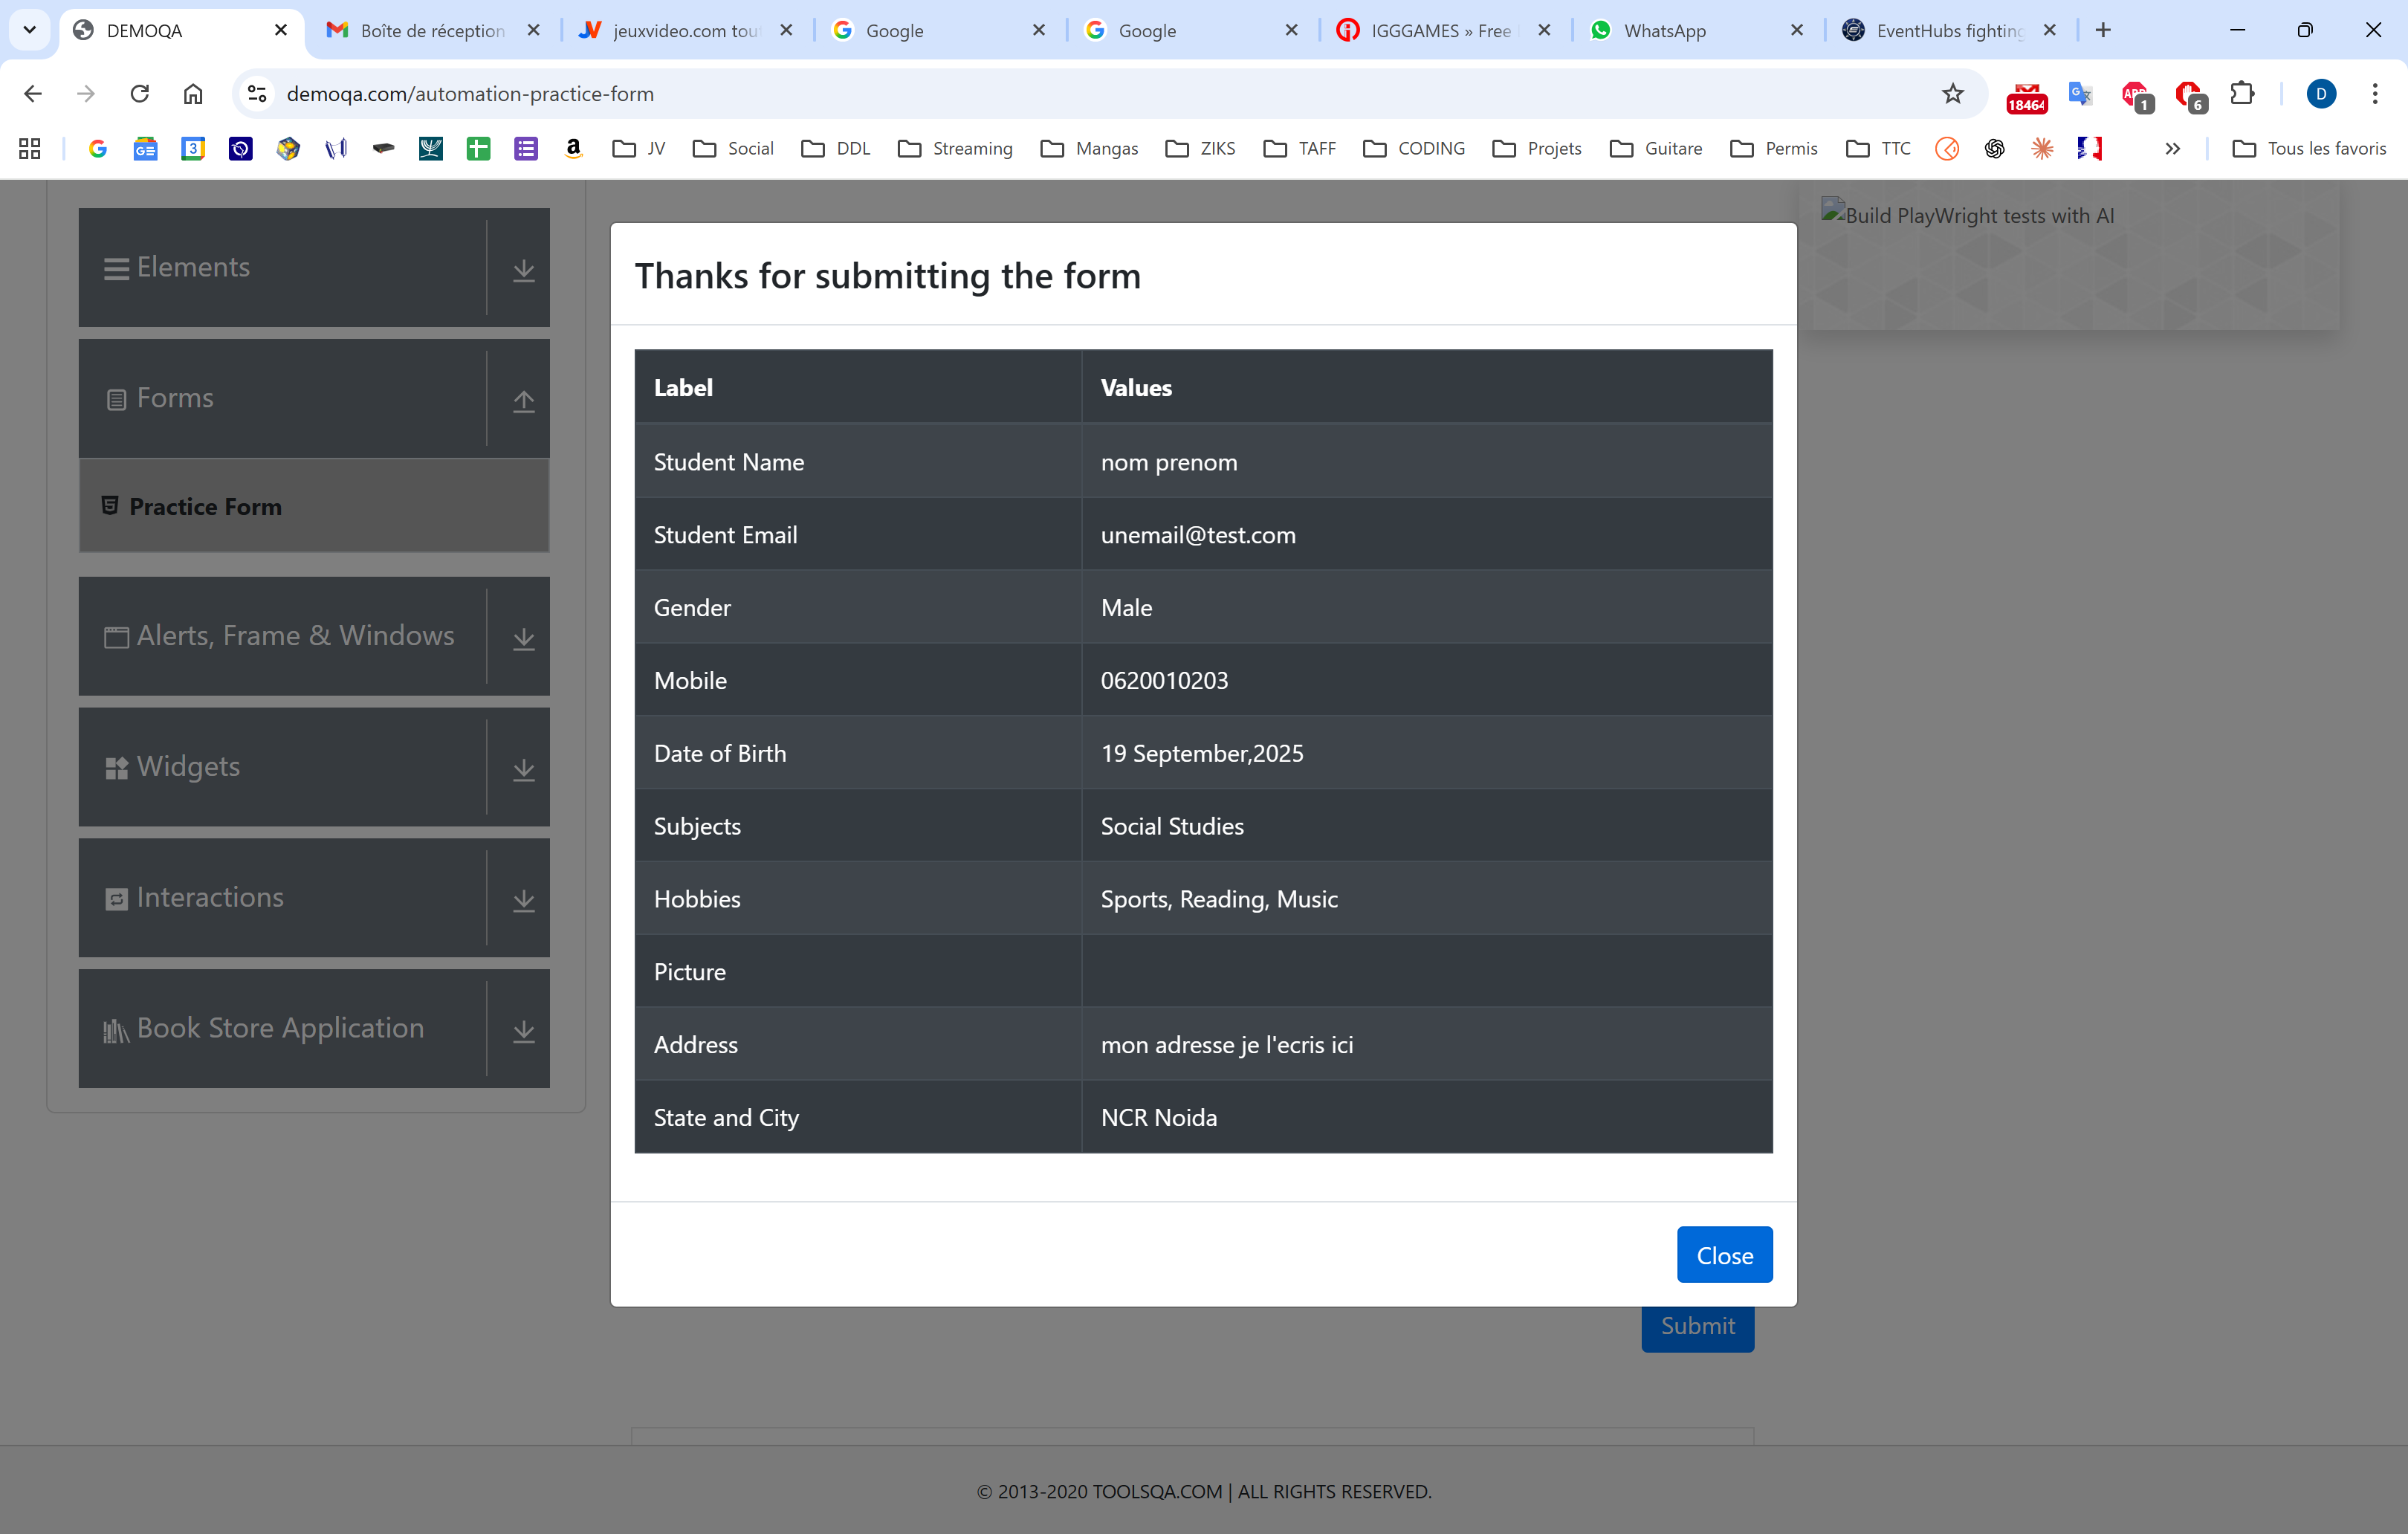 DEMOQA
Boîte de réception
jeuxvideo.com tou
Google
Google
IGGGAMES » Free
WhatsApp
EventHubs fighting
demoqa.com/automation-practice-form
18464
1
6
D
3
JV
Social
DDL
Streaming
Mangas
ZIKS
TAFF
CODING
Projets
Guitare
Permis
TTC
Tous les favoris
Elements
Forms
Practice Form
Alerts, Frame & Windows
Widgets
Interactions
Book Store Application
Build PlayWright tests with AI
Thanks for submitting the form
Label Values
Student Name nom prenom
Student Email unemail@test.com
Gender Male
Mobile 0620010203
Date of Birth 19 September,2025
Subjects Social Studies
Hobbies Sports, Reading, Music
Picture
Address mon adresse je l'ecris ici
State and City NCR Noida
Close
Submit
© 2013-2020 TOOLSQA.COM | ALL RIGHTS RESERVED.